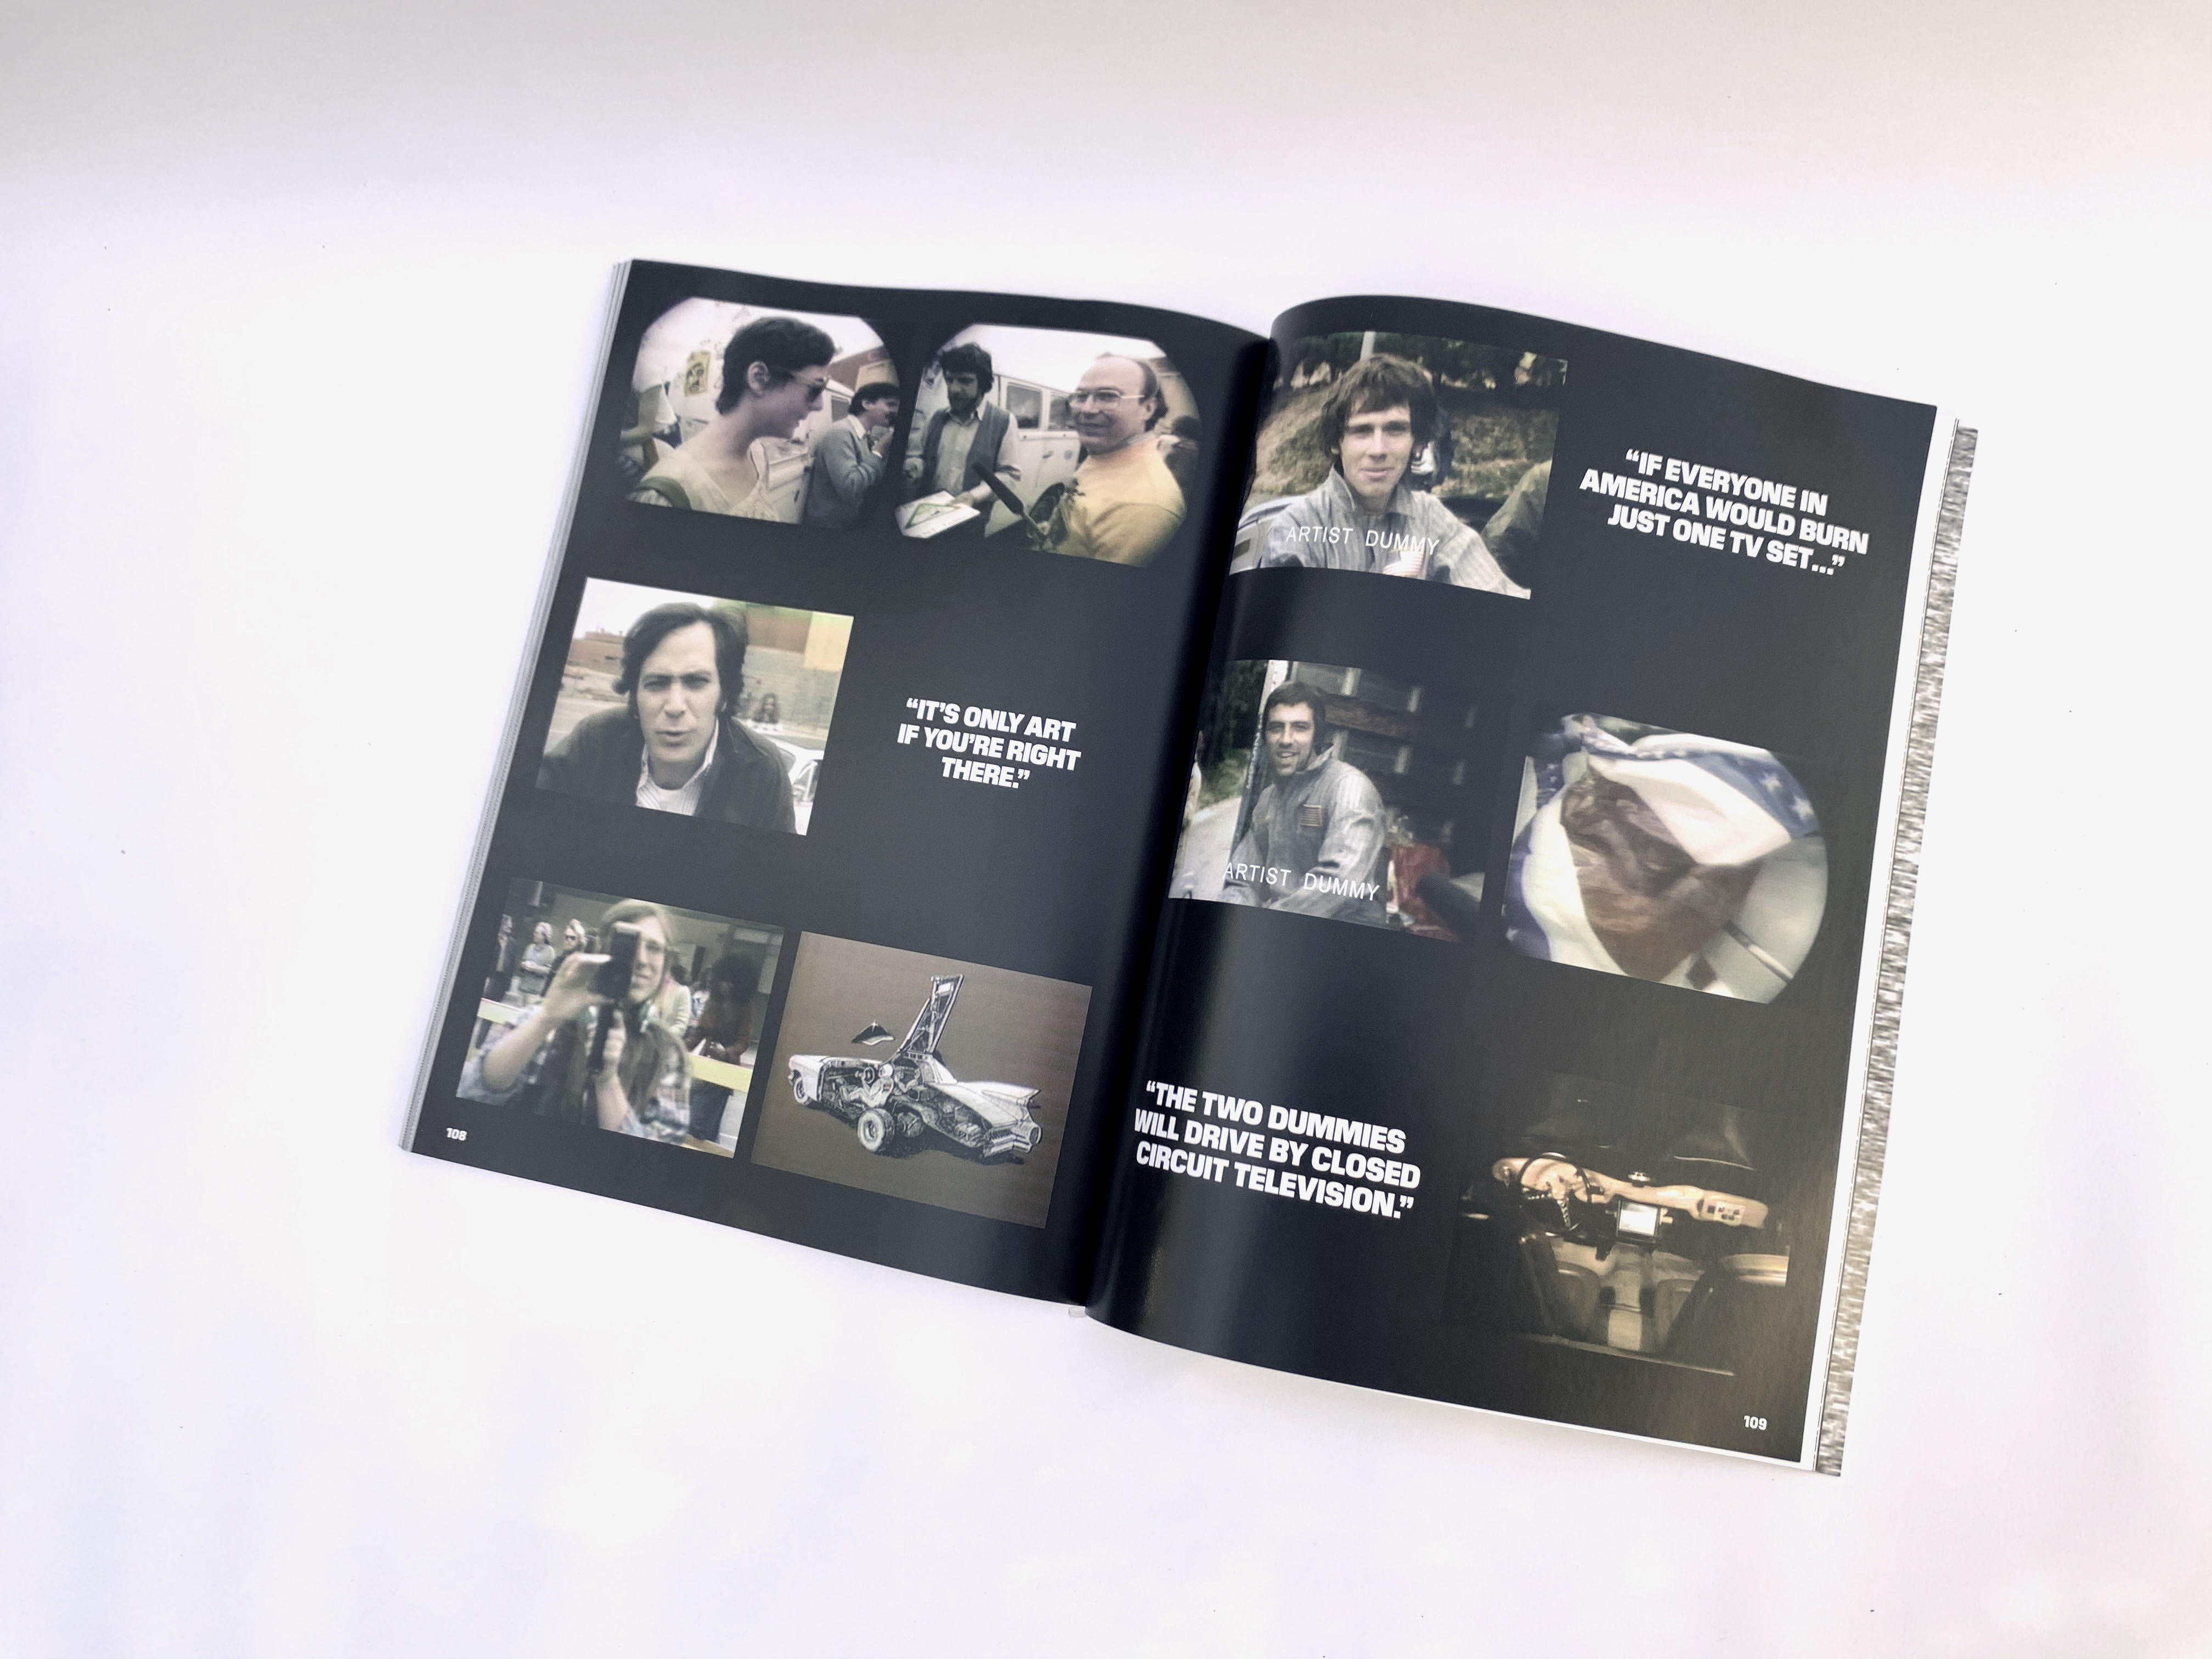 “IT’S ONLY ART
IF YOU’RE RIGHT
THERE.”
108
ARTIST DUMMY
“IF EVERYONE IN
AMERICA WOULD BURN
JUST ONE TV SET...”
ARTIST DUMMY
“THE TWO DUMMIES
WILL DRIVE BY CLOSED
CIRCUIT TELEVISION.”
109